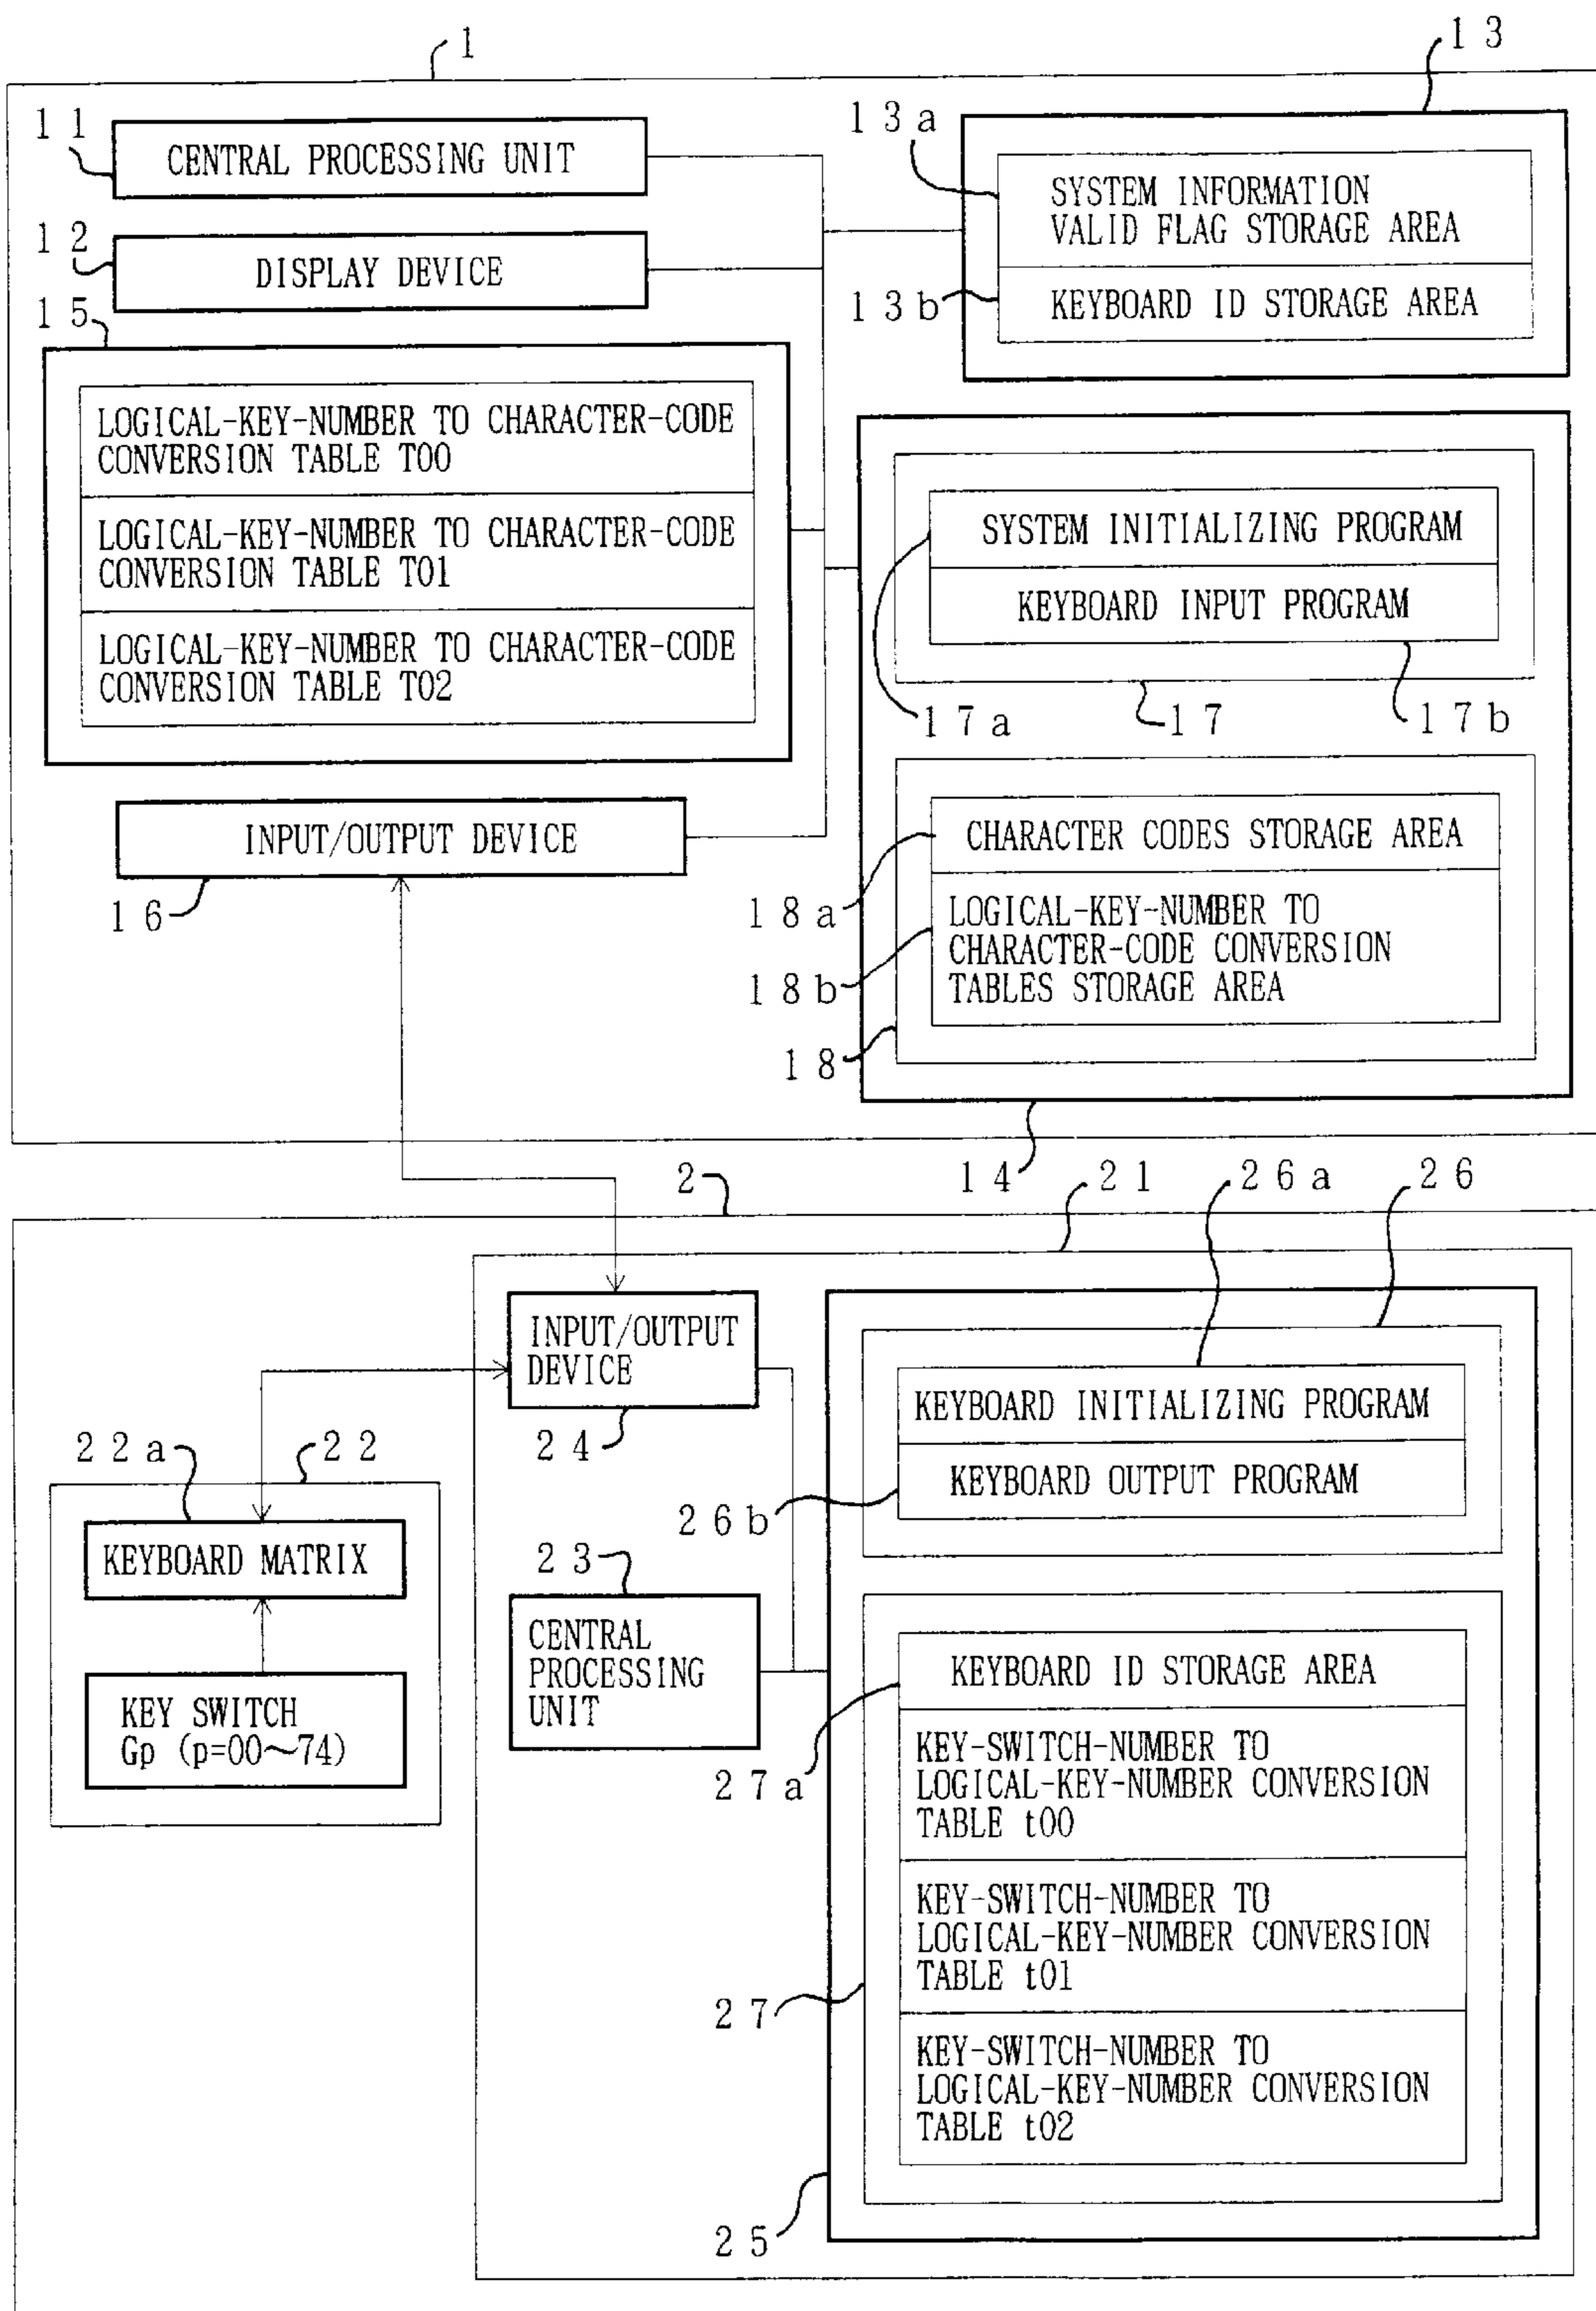 1
13
11
CENTRAL PROCESSING UNIT
13a
SYSTEM INFORMATION
VALID FLAG STORAGE AREA
12
DISPLAY DEVICE
13b
KEYBOARD ID STORAGE AREA
15
LOGICAL-KEY-NUMBER TO CHARACTER-CODE
CONVERSION TABLE T00
LOGICAL-KEY-NUMBER TO CHARACTER-CODE
CONVERSION TABLE T01
LOGICAL-KEY-NUMBER TO CHARACTER-CODE
CONVERSION TABLE T02
SYSTEM INITIALIZING PROGRAM
KEYBOARD INPUT PROGRAM
17a
17
17b
INPUT/OUTPUT DEVICE
16
CHARACTER CODES STORAGE AREA
18a
LOGICAL-KEY-NUMBER TO
CHARACTER-CODE CONVERSION
TABLES STORAGE AREA
18b
18
14
2
21
26a
26
INPUT/OUTPUT
DEVICE
24
KEYBOARD INITIALIZING PROGRAM
KEYBOARD OUTPUT PROGRAM
26b
22a
22
KEYBOARD MATRIX
KEY SWITCH
Gp (p=00～74)
23
CENTRAL
PROCESSING
UNIT
KEYBOARD ID STORAGE AREA
27a
KEY-SWITCH-NUMBER TO
LOGICAL-KEY-NUMBER CONVERSION
TABLE t00
KEY-SWITCH-NUMBER TO
LOGICAL-KEY-NUMBER CONVERSION
TABLE t01
27
KEY-SWITCH-NUMBER TO
LOGICAL-KEY-NUMBER CONVERSION
TABLE t02
25